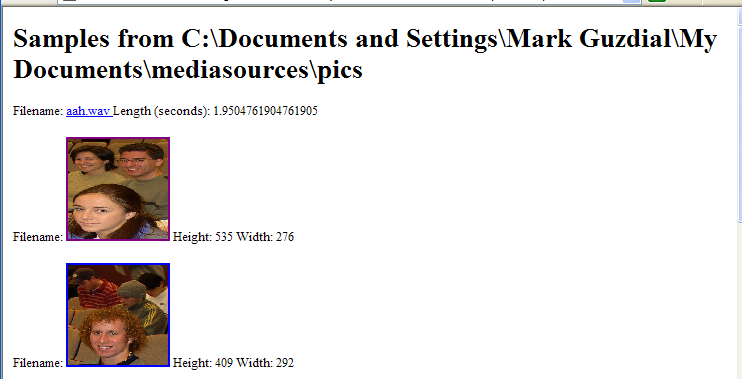 Samples from C:\Documents and Settings\Mark Guzdial\My
Documents\mediasources\pics
Filename: aah.wav Length (seconds): 1.9504761904761905
Filename: Height: 535 Width: 276
Filename: Height: 409 Width: 292